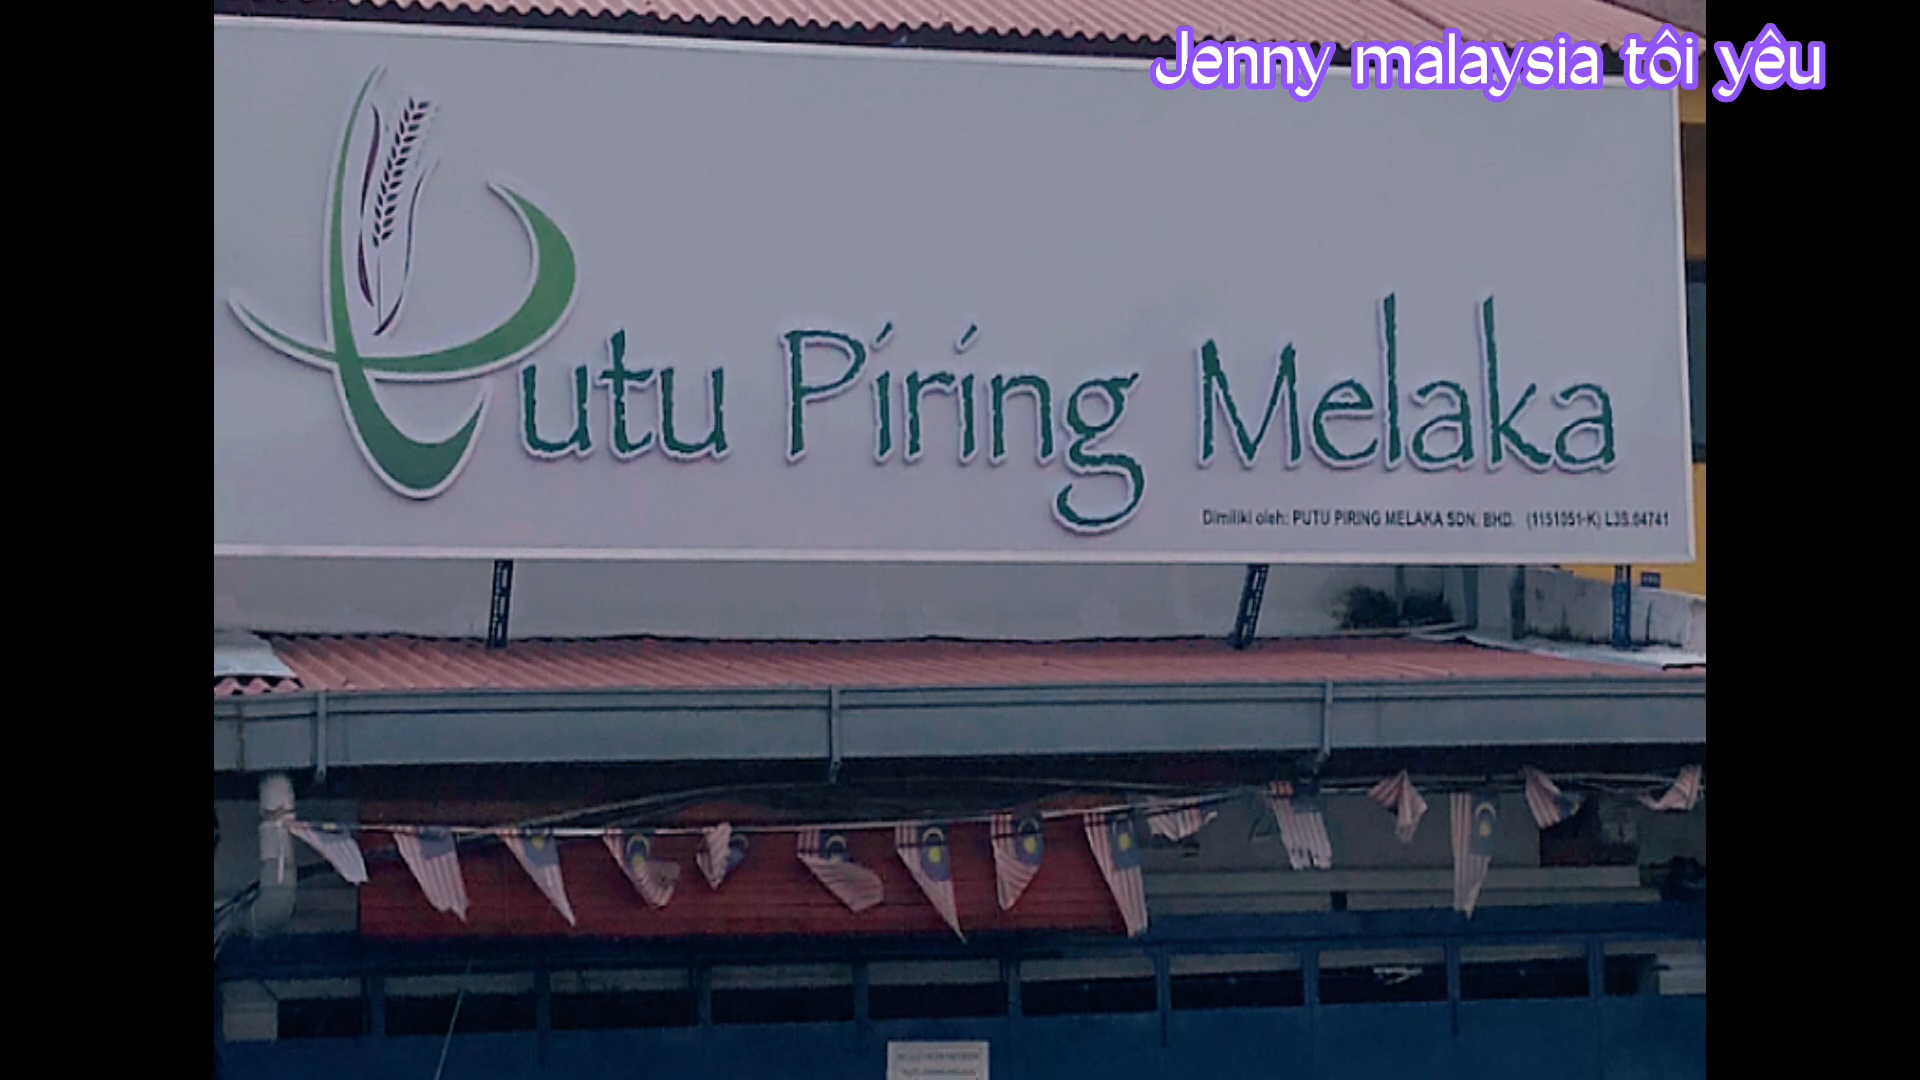 Jenny malaysia tôi yêu
Putu Piring Melaka
Dimiliki oleh: PUTU PIRING MELAKA SDN. BHD. (1151051-K) L3S.04741